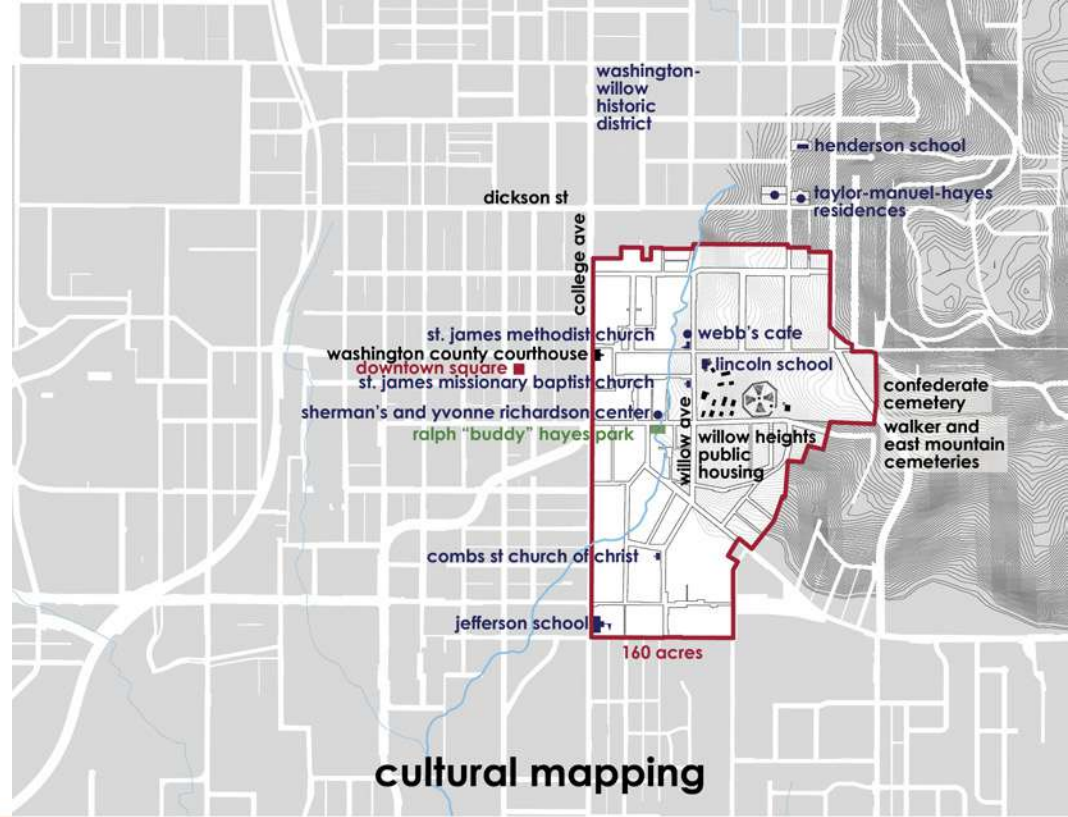 washington-
willow
historic
district
henderson school
dickson st
taylor-manuel-hayes
residences
college ave
st. james methodist church
webb's cafe
washington county courthouse
downtown square
lincoln school
st. james missionary baptist church
confederate
cemetery
sherman's and yvonne richardson center
ralph "buddy" hayes park
willow ave
willow heights
public
housing
walker and
east mountain
cemeteries
combs st church of christ
jefferson school
160 acres
cultural mapping